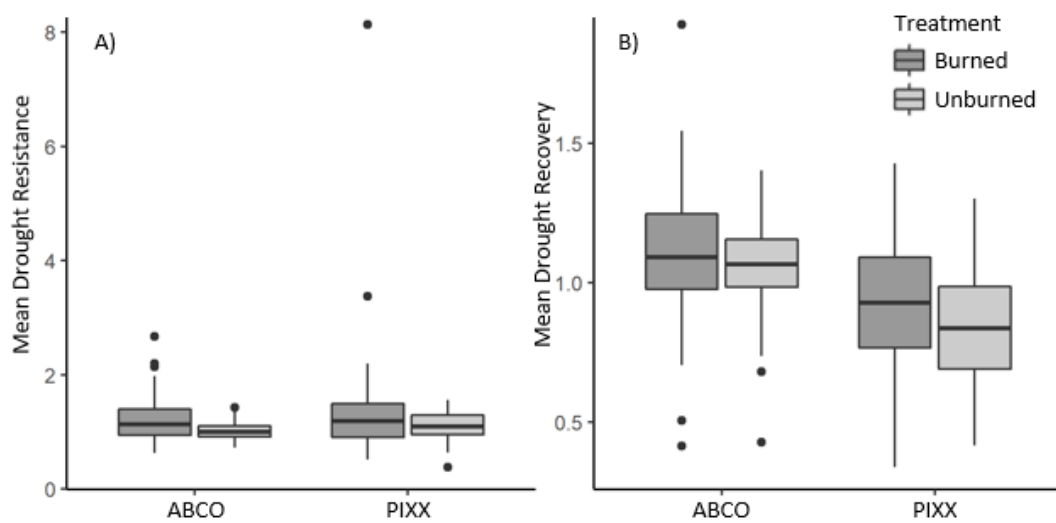 A)
Mean Drought Resistance
8
6
4
2
0
ABCO PIXX
B)
Treatment
Burned
Unburned
Mean Drought Recovery
1.5
1.0
0.5
ABCO PIXX